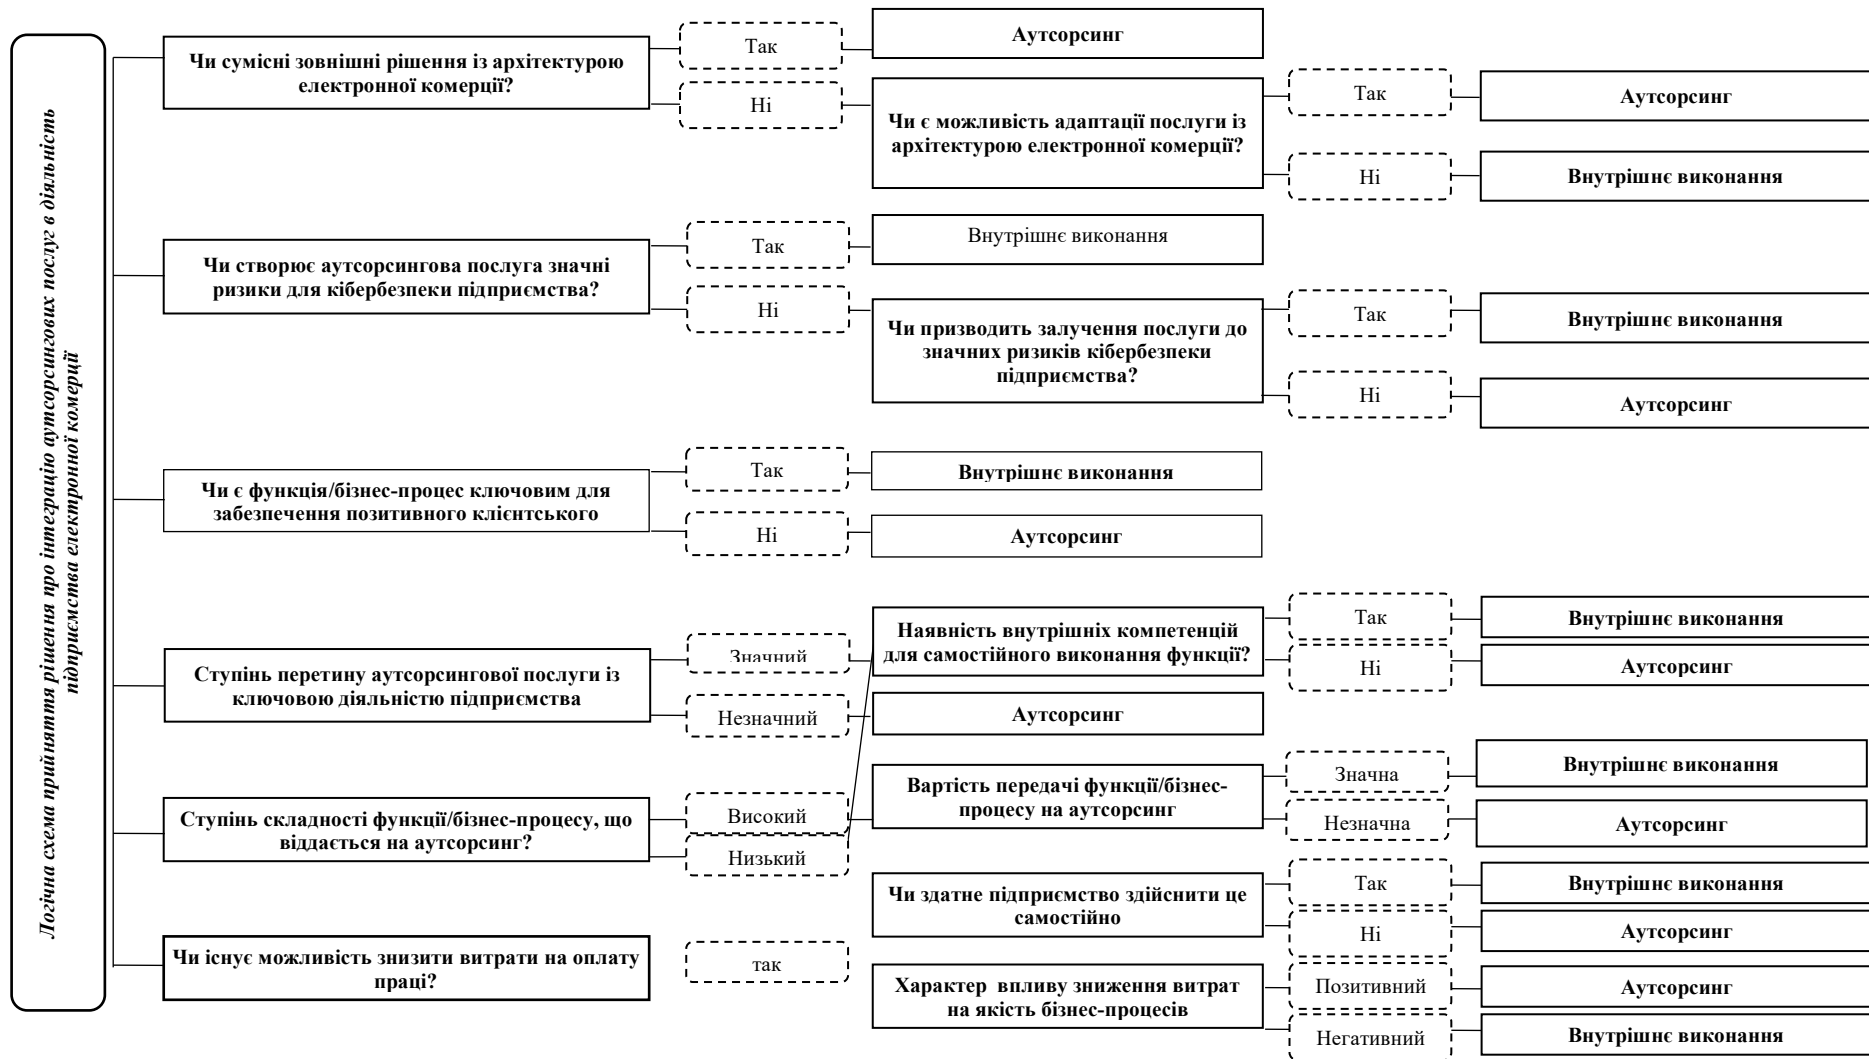 Логічна схема прийняття рішення про інтеграцію аутсорсингових послуг в діяльність
підприємства електронної комерції
Чи сумісні зовнішні рішення із архітектурою
електронної комерції?
Так
Аутсорсинг
Ні
Чи є можливість адаптації послуги із
архітектурою електронної комерції?
Так
Аутсорсинг
Ні
Внутрішнє виконання
Чи створює аутсорсингова послуга значні
ризики для кібербезпеки підприємства?
Так
Внутрішнє виконання
Ні
Чи призводить залучення послуги до
значних ризиків кібербезпеки
підприємства?
Так
Внутрішнє виконання
Ні
Аутсорсинг
Чи є функція/бізнес-процес ключовим для
забезпечення позитивного клієнтського
Так
Внутрішнє виконання
Ні
Аутсорсинг
Ступінь перетину аутсорсингової послуги із
ключовою діяльністю підприємства
Значний
Наявність внутрішніх компетенцій
для самостійного виконання функції?
Так
Внутрішнє виконання
Ні
Аутсорсинг
Незначний
Аутсорсинг
Ступінь складності функції/бізнес-процесу, що
віддається на аутсорсинг?
Високий
Низький
Вартість передачі функції/бізнес-
процесу на аутсорсинг
Значна
Внутрішнє виконання
Незначна
Аутсорсинг
Чи здатне підприємство здійснити це
самостійно
Так
Внутрішнє виконання
Ні
Аутсорсинг
Чи існує можливість знизити витрати на оплату
праці?
так
Характер впливу зниження витрат
на якість бізнес-процесів
Позитивний
Аутсорсинг
Негативний
Внутрішнє виконання